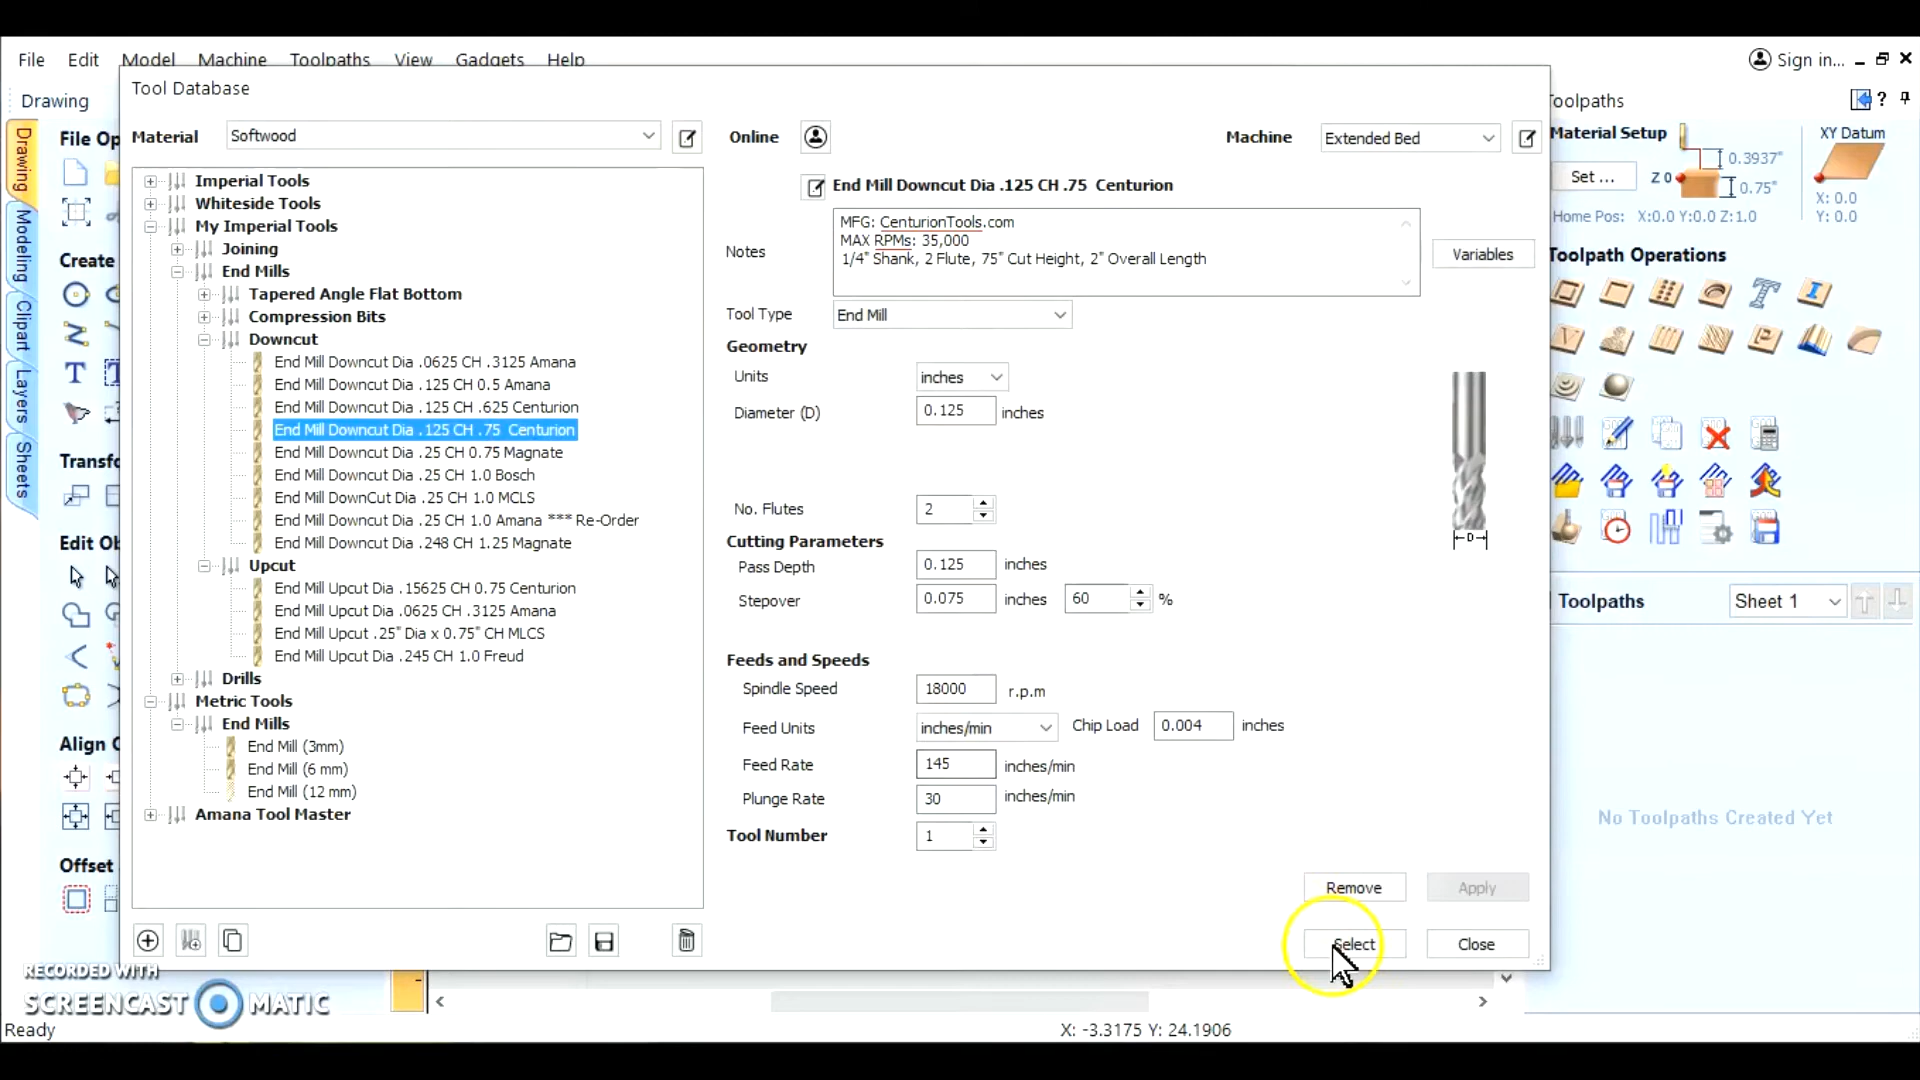 File Edit Model Machine Toolpaths View Gadgets Help
Sign in...
Drawing
Tool Database
Toolpaths
Material Softwood
Online
Machine Extended Bed
File Op
Create
Transfo
Edit Ob
Align O
Offset
Drawing
Modeling
Clipart
Layers
Sheets
Imperial Tools
Whiteside Tools
My Imperial Tools
Joining
End Mills
Tapered Angle Flat Bottom
Compression Bits
Downcut
End Mill Downcut Dia .0625 CH .3125 Amana
End Mill Downcut Dia .125 CH 0.5 Amana
End Mill Downcut Dia .125 CH .625 Centurion
End Mill Downcut Dia .125 CH .75  Centurion
End Mill Downcut Dia .25 CH 0.75 Magnate
End Mill Downcut Dia .25 CH 1.0 Bosch
End Mill DownCut Dia .25 CH 1.0 MCLS
End Mill Downcut Dia .25 CH 1.0 Amana *** Re-Order
End Mill Downcut Dia .248 CH 1.25 Magnate
Upcut
End Mill Upcut Dia .15625 CH 0.75 Centurion
End Mill Upcut Dia .0625 CH .3125 Amana
End Mill Upcut .25" Dia x 0.75" CH MLCS
End Mill Upcut Dia .245 CH 1.0 Freud
Drills
Metric Tools
End Mills
End Mill (3mm)
End Mill (6 mm)
End Mill (12 mm)
Amana Tool Master
End Mill Downcut Dia .125 CH .75  Centurion
Notes
MFG: CenturionTools.com
MAX RPMs: 35,000
1/4" Shank, 2 Flute, 75" Cut Height, 2" Overall Length
Variables
Tool Type End Mill
Geometry
Units inches
Diameter (D) 0.125 inches
No. Flutes 2
D
Cutting Parameters
Pass Depth 0.125 inches
Stepover 0.075 inches 60 %
Feeds and Speeds
Spindle Speed 18000 r.p.m
Feed Units inches/min Chip Load 0.004 inches
Feed Rate 145 inches/min
Plunge Rate 30 inches/min
Tool Number 1
Remove Apply
Select Close
Material Setup
XY Datum
Set ...
Z 0
0.3937"
0.75"
X: 0.0
Y: 0.0
Home Pos: X:0.0 Y:0.0 Z:1.0
Toolpath Operations
Toolpaths Sheet 1
No Toolpaths Created Yet
RECORDED WITH
SCREENCAST MATIC
Ready
X: -3.3175 Y: 24.1906